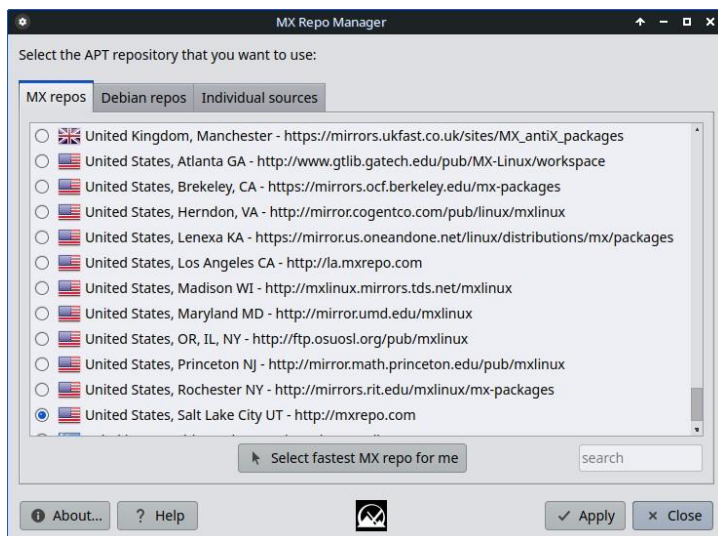 MX Repo Manager
Select the APT repository that you want to use:
MX repos Debian repos Individual sources
United Kingdom, Manchester - https://mirrors.ukfast.co.uk/sites/MX_antiX_packages
United States, Atlanta GA - http://www.gtlib.gatech.edu/pub/MX-Linux/workspace
United States, Brekeley, CA - https://mirrors.ocf.berkeley.edu/mx-packages
United States, Herndon, VA - http://mirror.cogentco.com/pub/linux/mxlinux
United States, Lenexa KA - https://mirror.us.oneandone.net/linux/distributions/mx/packages
United States, Los Angeles CA - http://la.mxrepo.com
United States, Madison WI - http://mxlinux.mirrors.tds.net/mxlinux
United States, Maryland MD - http://mirror.umd.edu/mxlinux
United States, OR, IL, NY - http://ftp.osuosl.org/pub/mxlinux
United States, Princeton NJ - http://mirror.math.princeton.edu/pub/mxlinux
United States, Rochester NY - http://mirrors.rit.edu/mxlinux/mx-packages
United States, Salt Lake City UT - http://mxrepo.com
Select fastest MX repo for me search
About... ? Help Apply Close